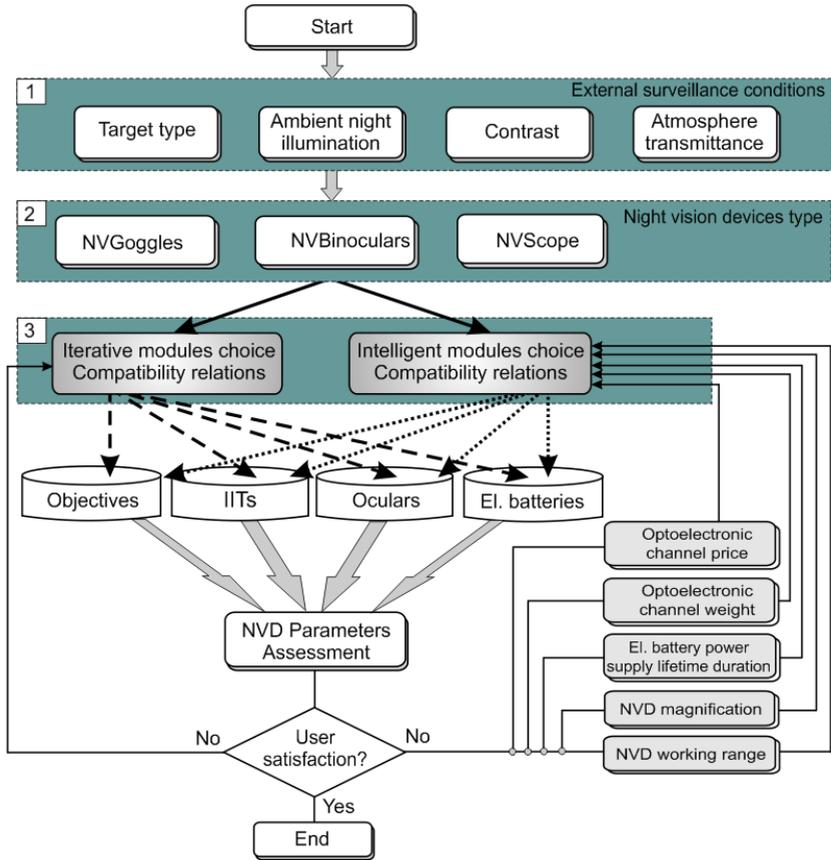 Start
1
External surveillance conditions
Target type
Ambient night
illumination
Contrast
Atmosphere
transmittance
2
Night vision devices type
NVGoggles
NVBinoculars
NVScope
3
Iterative modules choice
Compatibility relations
Intelligent modules choice
Compatibility relations
Objectives
IITs
Oculars
El. batteries
Optoelectronic
channel price
Optoelectronic
channel weight
El. battery power
supply lifetime duration
NVD magnification
NVD working range
NVD Parameters
Assessment
No
User
satisfaction?
No
Yes
End